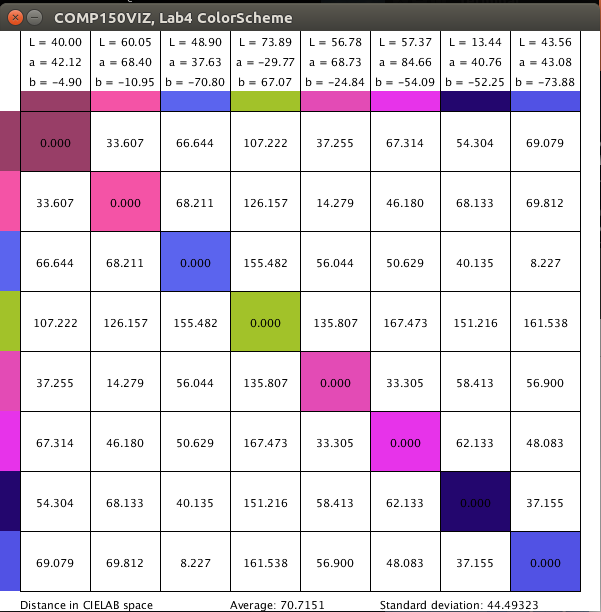 COMP150VIZ, Lab4 ColorScheme
L = 40.00 L = 60.05 L = 48.90 L = 73.89 L = 56.78 L = 57.37 L = 13.44 L = 43.56
a = 42.12 a = 68.40 a = 37.63 a = -29.77 a = 68.73 a = 84.66 a = 40.76 a = 43.08
b = -4.90 b = -10.95 b = -70.80 b = 67.07 b = -24.84 b = -54.09 b = -52.25 b = -73.88
0.000 33.607 66.644 107.222 37.255 67.314 54.304 69.079
33.607 0.000 68.211 126.157 14.279 46.180 68.133 69.812
66.644 68.211 0.000 155.482 56.044 50.629 40.135 8.227
107.222 126.157 155.482 0.000 135.807 167.473 151.216 161.538
37.255 14.279 56.044 135.807 0.000 33.305 58.413 56.900
67.314 46.180 50.629 167.473 33.305 0.000 62.133 48.083
54.304 68.133 40.135 151.216 58.413 62.133 0.000 37.155
69.079 69.812 8.227 161.538 56.900 48.083 37.155 0.000
Distance in CIELAB space Average: 70.7151 Standard deviation: 44.49323